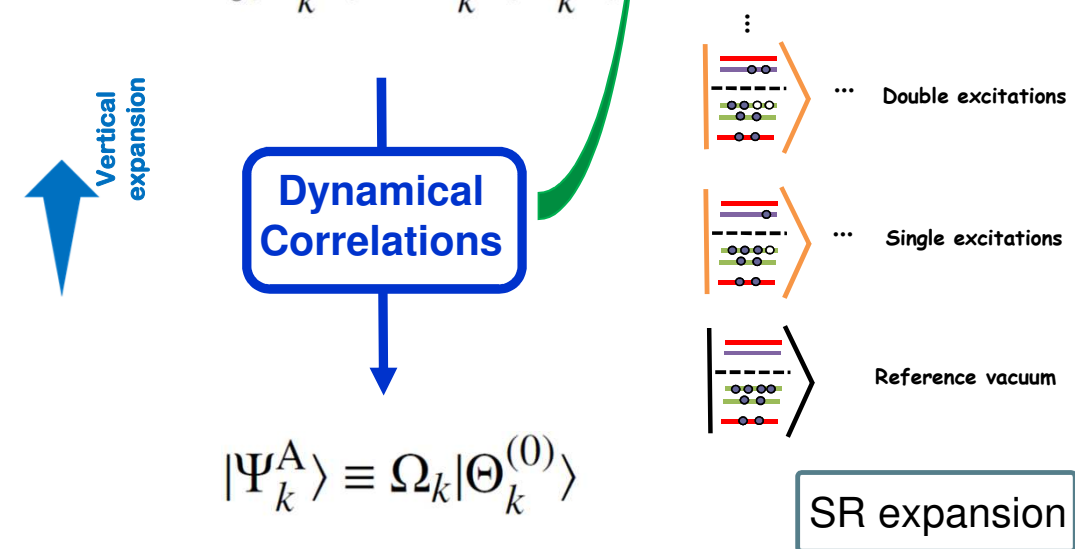 Vertical
expansion
Dynamical
Correlations
|Ψ_k^A⟩ ≡ Ω_k|Θ_k^{(0)}⟩
⋮
... Double excitations
... Single excitations
Reference vacuum
SR expansion